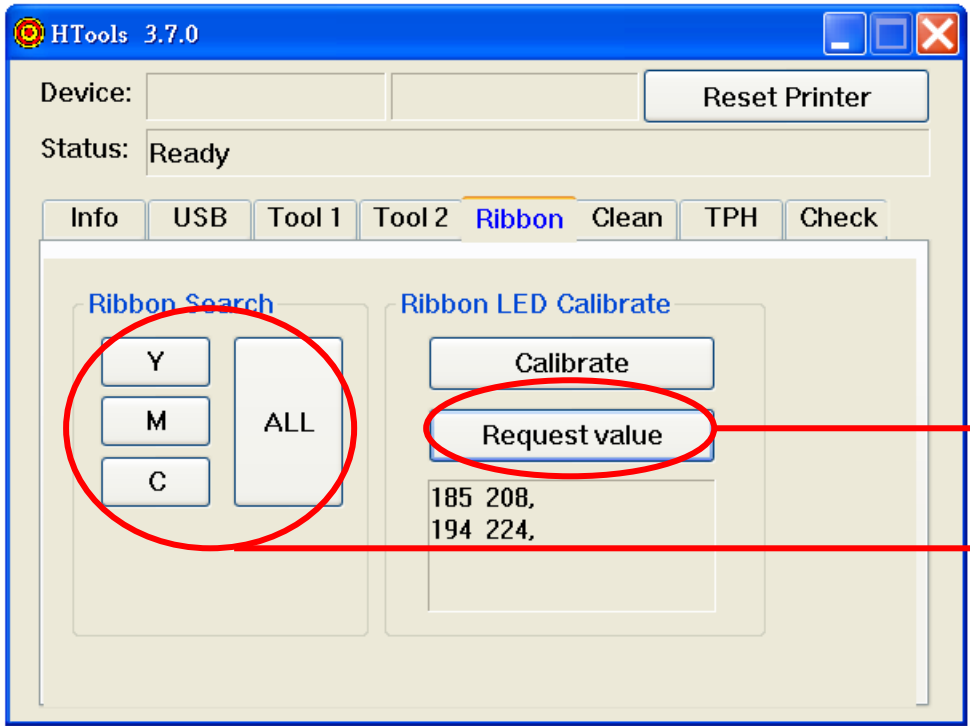 HTools 3.7.0
Device:
Reset Printer
Status: Ready
Info USB Tool 1 Tool 2 Ribbon Clean TPH Check
Ribbon Search
Y
M
C
ALL
Ribbon LED Calibrate
Calibrate
Request value
185 208,
194 224,